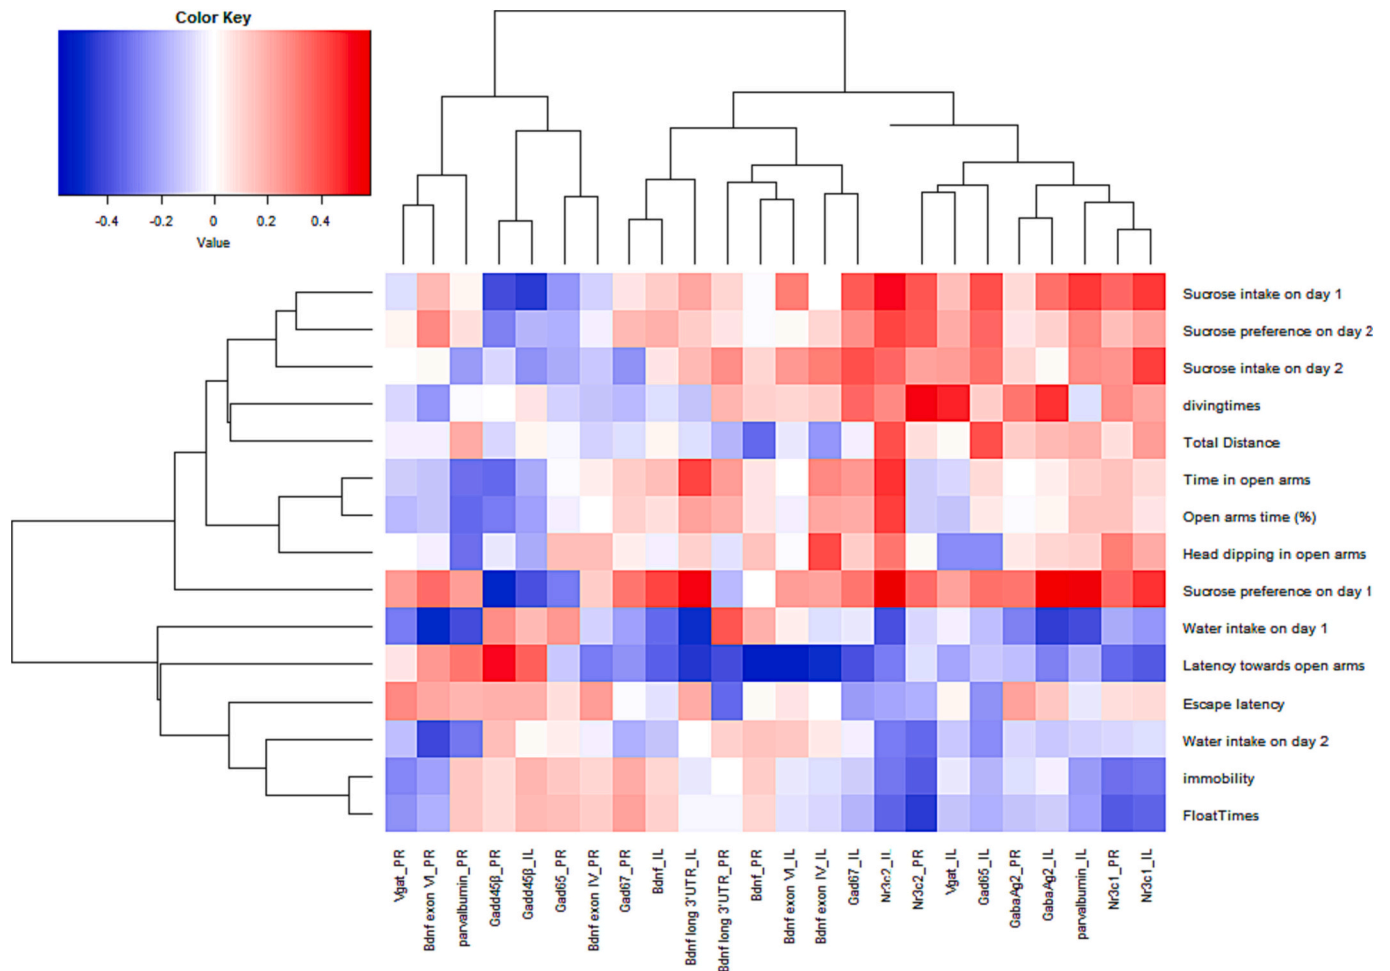 Color Key
-0.4 -0.2 0 0.2 0.4
Value
Sucrose intake on day 1
Sucrose preference on day 2
Sucrose intake on day 2
divingtimes
Total Distance
Time in open arms
Open arms time (%)
Head dipping in open arms
Sucrose preference on day 1
Water intake on day 1
Latency towards open arms
Escape latency
Water intake on day 2
immobility
FloatTimes
Vgat_PR
Bdnf exon VI_PR
parvalbumin_PR
Gadd45β_PR
Gadd45β_IL
Gad65_PR
Bdnf exon IV_PR
Gad67_PR
Bdnf_IL
Bdnf long 3'UTR_IL
Bdnf long 3'UTR_PR
Bdnf_PR
Bdnf exon VI_IL
Bdnf exon IV_IL
Gad67_IL
Nr3c2_IL
Nr3c2_PR
Vgat_IL
Gad65_IL
GabaAg2_PR
GabaAg2_IL
parvalbumin_IL
Nr3c1_PR
Nr3c1_IL